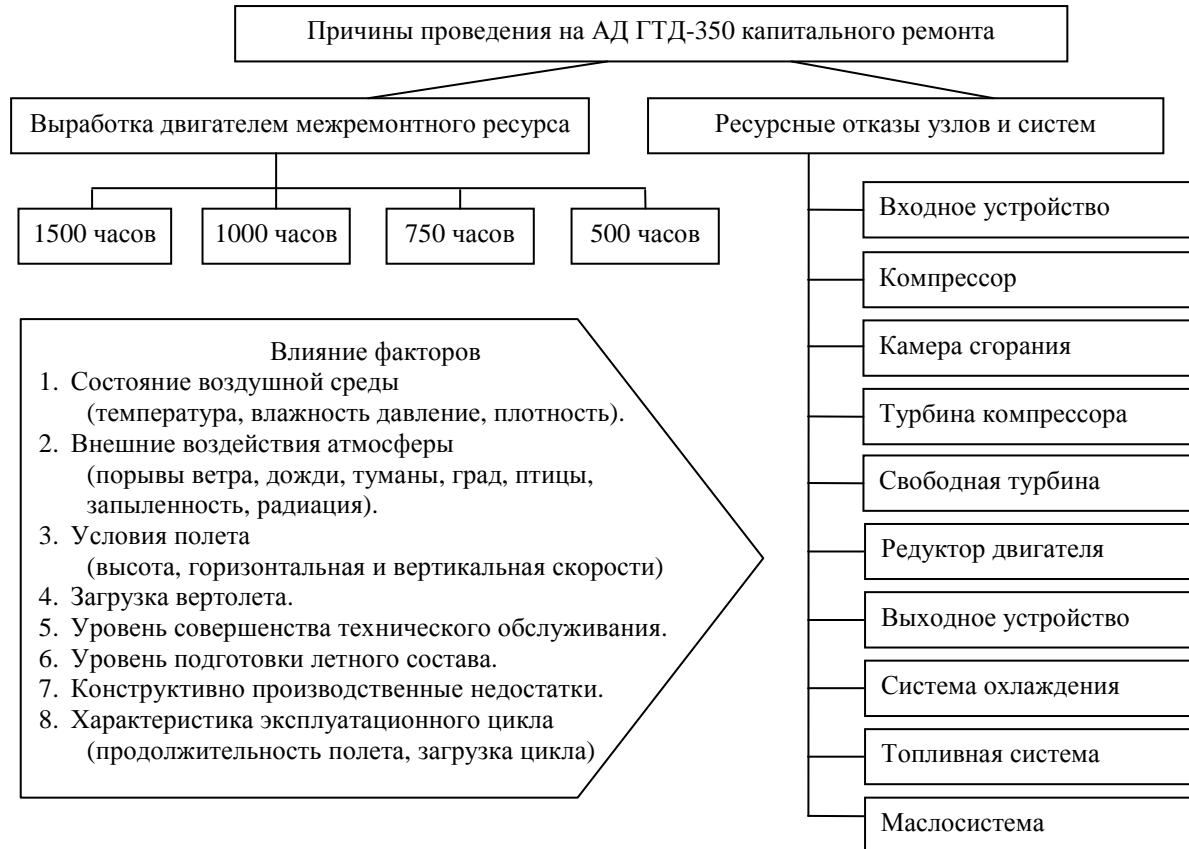 Причины проведения на АД ГТД-350 капитального ремонта
Выработка двигателем межремонтного ресурса
Ресурсные отказы узлов и систем
1500 часов
1000 часов
750 часов
500 часов
Влияние факторов
1. Состояние воздушной среды
(температура, влажность давление, плотность).
2. Внешние воздействия атмосферы
(порывы ветра, дожди, туманы, град, птицы,
запыленность, радиация).
3. Условия полета
(высота, горизонтальная и вертикальная скорости)
4. Загрузка вертолета.
5. Уровень совершенства технического обслуживания.
6. Уровень подготовки летного состава.
7. Конструктивно производственные недостатки.
8. Характеристика эксплуатационного цикла
(продолжительность полета, загрузка цикла)
Входное устройство
Компрессор
Камера сгорания
Турбина компрессора
Свободная турбина
Редуктор двигателя
Выходное устройство
Система охлаждения
Топливная система
Маслосистема